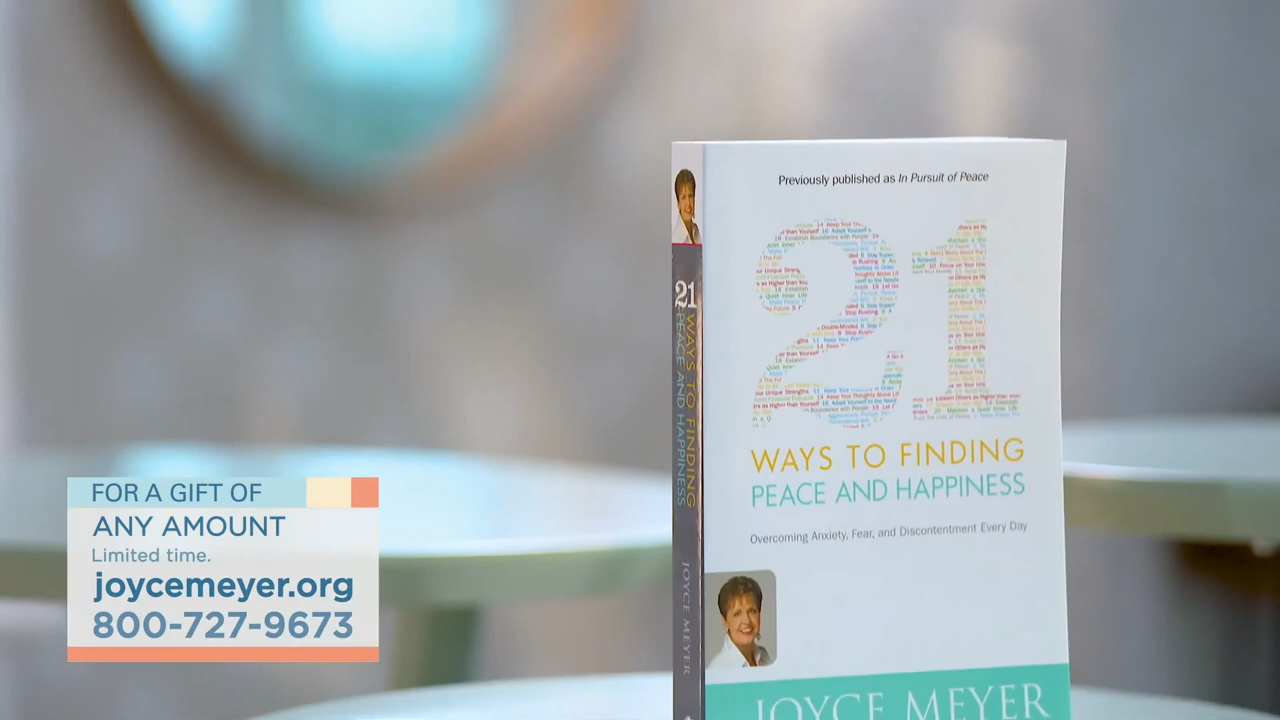 Previously published as In Pursuit of Peace
21
WAYS TO FINDING
PEACE AND HAPPINESS
Overcoming Anxiety, Fear, and Discontentment Every Day
JOYCE MEYER
21 WAYS TO FINDING
PEACE AND HAPPINESS
JOYCE MEYER
FOR A GIFT OF
ANY AMOUNT
Limited time.
joycemeyer.org
800-727-9673